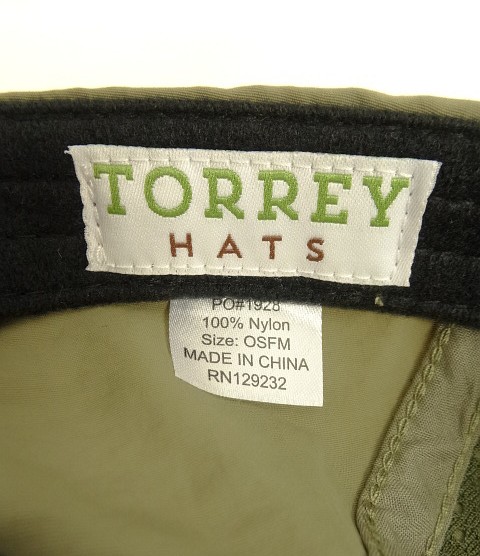 TORREY
HATS
PO#1928
100% Nylon
Size: OSFM
MADE IN CHINA
RN129232